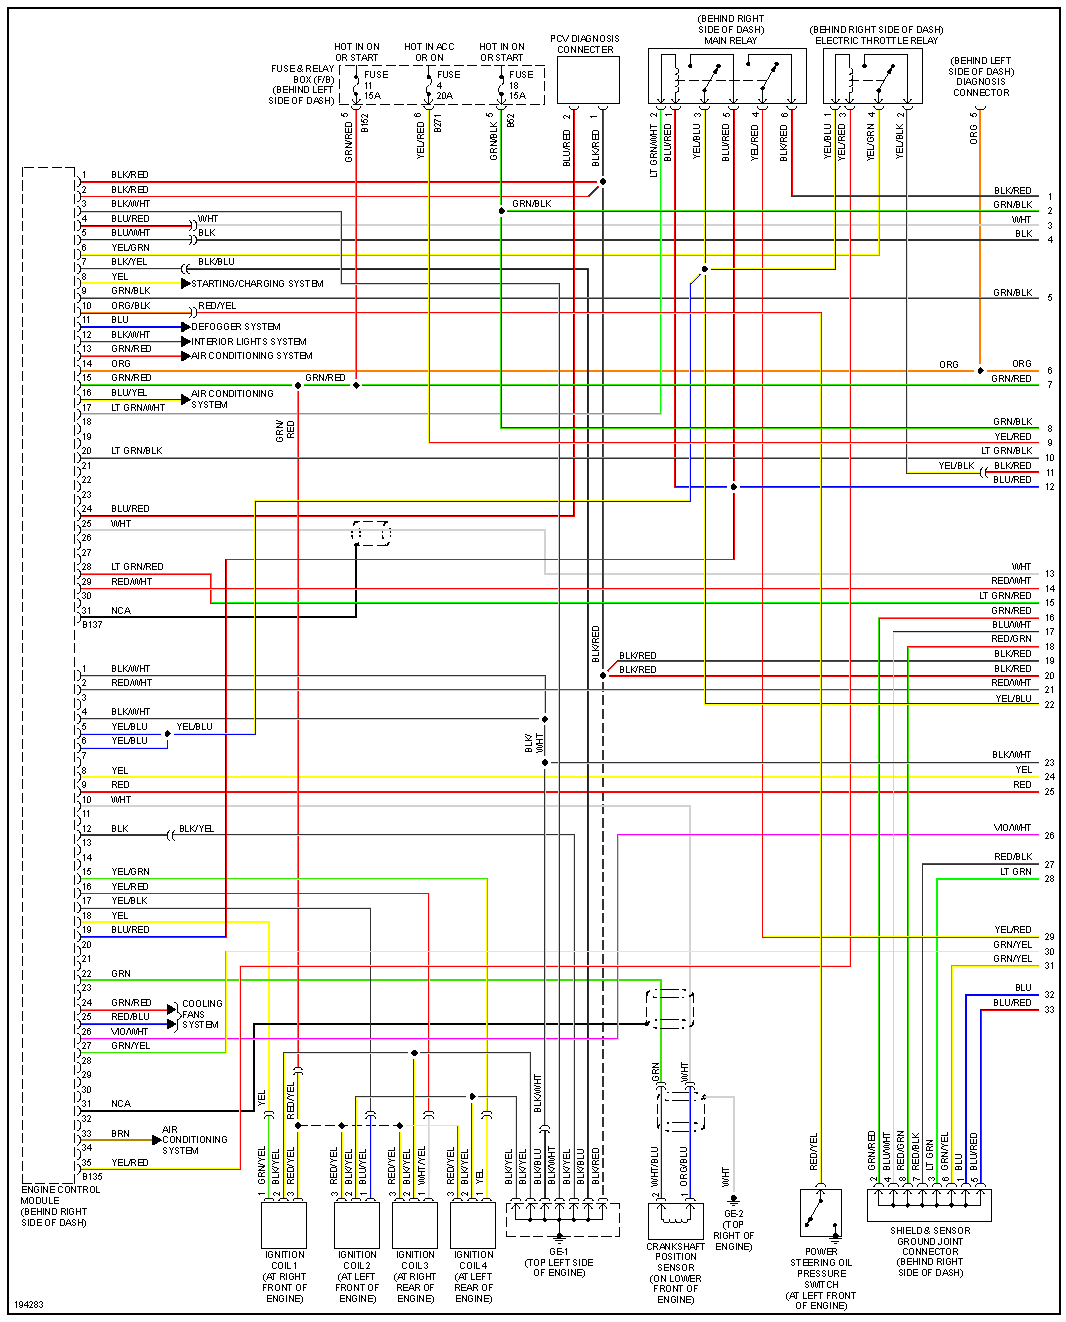 HOT IN ON
OR START
HOT IN ACC
OR ON
HOT IN ON
OR START
PCV DIAGNOSIS
CONNECTER
(BEHIND RIGHT
SIDE OF DASH)
MAIN RELAY
(BEHIND RIGHT SIDE OF DASH)
ELECTRIC THROTTLE RELAY
(BEHIND LEFT
SIDE OF DASH)
DIAGNOSIS
CONNECTOR
FUSE & RELAY
BOX (F/B)
(BEHIND LEFT
SIDE OF DASH)
FUSE
11
15A
FUSE
4
20A
FUSE
18
15A
5 B152
6 B271
5 B62
2 1
2 1 3 5 4 6
1 3 4 2
5
GRN/RED
YEL/RED
GRN/BLK
BLU/RED
BLK/RED
LT GRN/WHT
BLU/RED
YEL/BLU
BLU/RED
YEL/RED
BLK/RED
YEL/BLU
YEL/RED
YEL/GRN
YEL/BLK
ORG
1 BLK/RED
2 BLK/RED
3 BLK/WHT
4 BLU/RED WHT
5 BLU/WHT BLK
6 YEL/GRN
7 BLK/YEL BLK/BLU
8 YEL STARTING/CHARGING SYSTEM
9 GRN/BLK
10 ORG/BLK RED/YEL
11 BLU DEFOGGER SYSTEM
12 BLK/WHT INTERIOR LIGHTS SYSTEM
13 GRN/RED AIR CONDITIONING SYSTEM
14 ORG
15 GRN/RED GRN/RED
16 BLU/YEL AIR CONDITIONING
SYSTEM
17 LT GRN/WHT
18
19
20 LT GRN/BLK
21
22
23
24 BLU/RED
25 WHT
26
27
28 LT GRN/RED
29 RED/WHT
30
31 NCA
B137
GRN/BLK
GRN/
RED
BLK/RED 1
GRN/BLK 2
WHT 3
BLK 4
GRN/BLK 5
ORG ORG 6
GRN/RED 7
GRN/BLK 8
YEL/RED 9
LT GRN/BLK 10
YEL/BLK BLK/RED 11
BLU/RED 12
WHT 13
RED/WHT 14
LT GRN/RED 15
GRN/RED 16
BLU/WHT 17
RED/GRN 18
BLK/RED 19
BLK/RED 20
RED/WHT 21
YEL/BLU 22
BLK/WHT 23
YEL 24
RED 25
VIO/WHT 26
RED/BLK 27
LT GRN 28
YEL/RED 29
GRN/YEL 30
GRN/YEL 31
BLU 32
BLU/RED 33
BLK/RED
BLK/RED
BLK/RED
1 BLK/WHT
2 RED/WHT
3
4 BLK/WHT
5 YEL/BLU YEL/BLU
6 YEL/BLU
7
8 YEL
9 RED
10 WHT
11
12 BLK BLK/YEL
13
14
15 YEL/GRN
16 YEL/RED
17 YEL/BLK
18 YEL
19 BLU/RED
20
21
22 GRN
23
24 GRN/RED
25 RED/BLU
COOLING
FANS
SYSTEM
26 VIO/WHT
27 GRN/YEL
28
29
30
31 NCA
32
33 BRN AIR
CONDITIONING
SYSTEM
34
35 YEL/RED
B135
BLK/
WHT
ENGINE CONTROL
MODULE
(BEHIND RIGHT
SIDE OF DASH)
YEL
RED/YEL
BLK/WHT
GRN
WHT
WHT
GRN/YEL
BLK/YEL
RED/YEL
RED/YEL
BLK/YEL
BLU/YEL
RED/YEL
BLK/YEL
WHT/YEL
RED/YEL
BLK/YEL
YEL
BLK/YEL
BLK/BLU
BLK/WHT
BLK/YEL
BLK/BLU
BLK/RED
WHT/BLU
ORG/BLU
RED/YEL
GRN/RED
BLU/WHT
RED/GRN
RED/BLK
LT GRN
GRN/YEL
BLU
BLU/RED
1 2 3
3 2 1
3 2 1
3 2 1
2 1
2 4 8 7 3 6 1 5
IGNITION
COIL 1
(AT RIGHT
FRONT OF
ENGINE)
IGNITION
COIL 2
(AT LEFT
FRONT OF
ENGINE)
IGNITION
COIL 3
(AT RIGHT
REAR OF
ENGINE)
IGNITION
COIL 4
(AT LEFT
REAR OF
ENGINE)
GE-1
(TOP LEFT SIDE
OF ENGINE)
CRANKSHAFT
POSITION
SENSOR
(ON LOWER
FRONT OF
ENGINE)
GE-2
(TOP
RIGHT OF
ENGINE)
POWER
STEERING OIL
PRESSURE
SWITCH
(AT LEFT FRONT
OF ENGINE)
SHIELD & SENSOR
GROUND JOINT
CONNECTOR
(BEHIND RIGHT
SIDE OF DASH)
194283